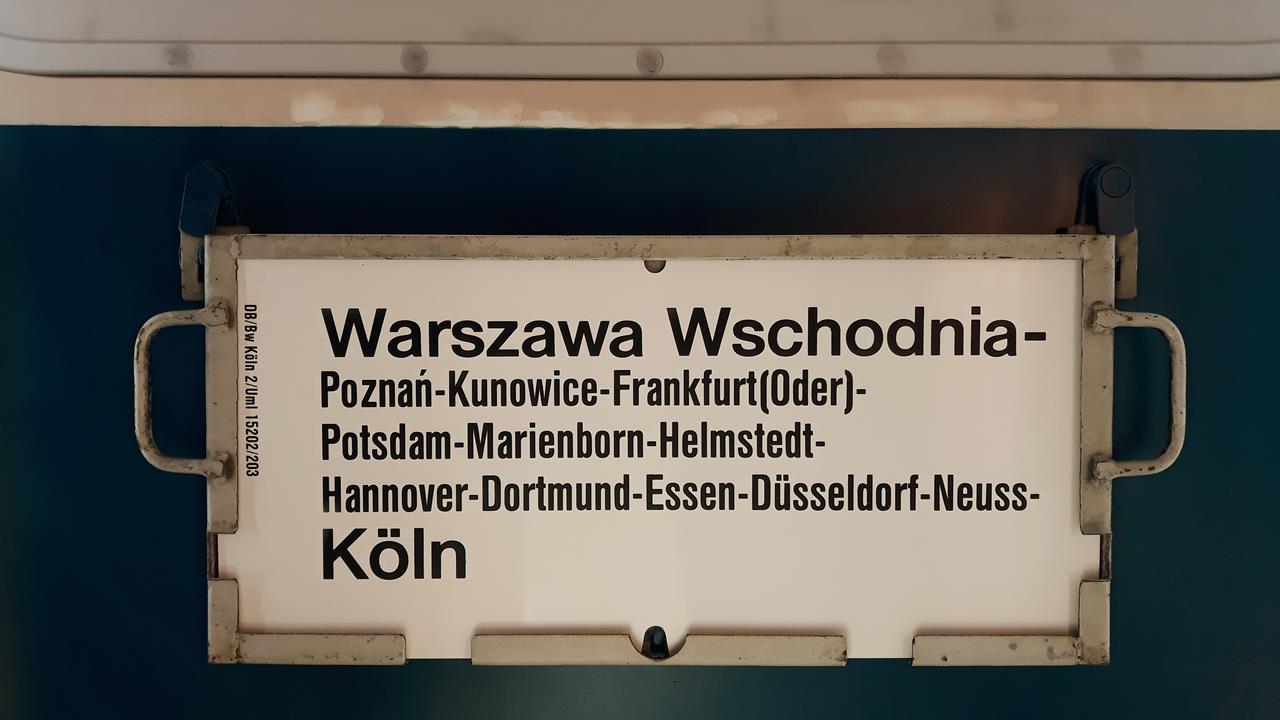 Warszawa Wschodnia-
Poznań-Kunowice-Frankfurt(Oder)-
Potsdam-Marienborn-Helmstedt-
Hannover-Dortmund-Essen-Düsseldorf-Neuss-
Köln
DB/Bw Köln 2/Uml 15202/203